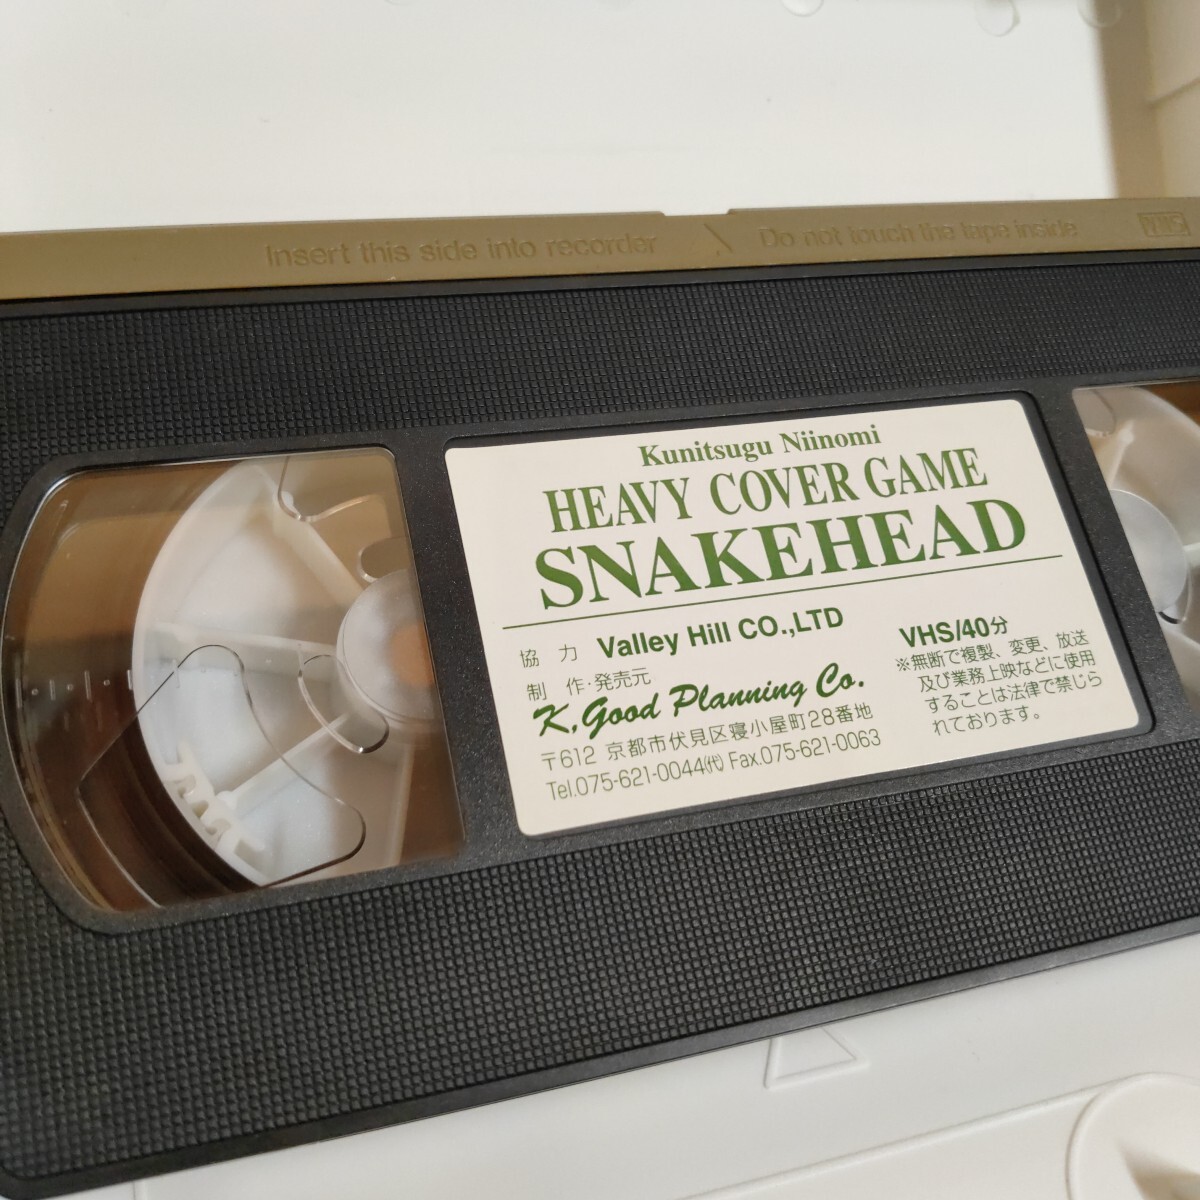 Insert this side into recorder
Do not touch the tape inside
VHS
Kunitsugu Niinomi
HEAVY COVER GAME
SNAKEHEAD
協 力 Valley Hill CO.,LTD
制 作・発売元
K,Good Planning Co.
〒612 京都市伏見区寝小屋町28番地
Tel.075-621-0044㈹ Fax.075-621-0063
VHS/40分
※無断で複製、変更、放送
及び業務上映などに使用
することは法律で禁じら
れております。